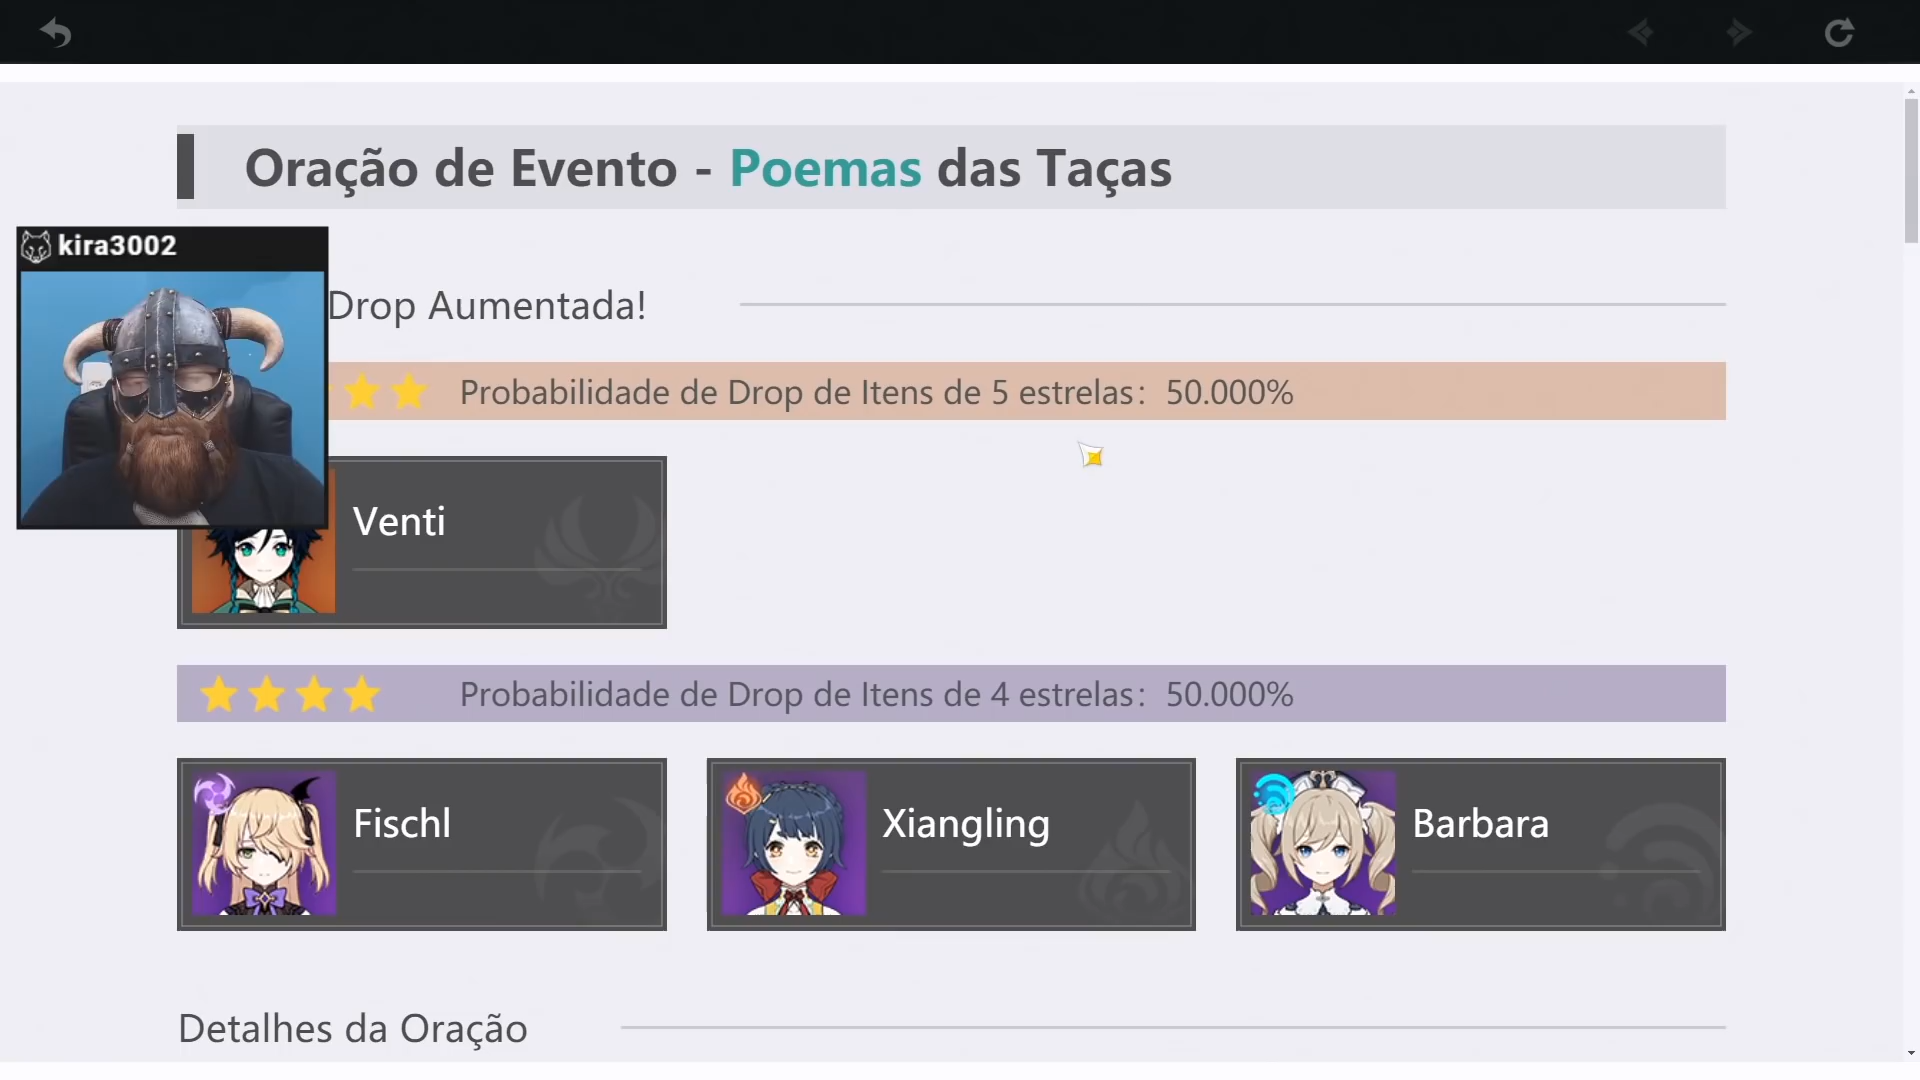 Oração de Evento - Poemas das Taças
kira3002
Drop Aumentada!
Probabilidade de Drop de Itens de 5 estrelas: 50.000%
Venti
Probabilidade de Drop de Itens de 4 estrelas: 50.000%
Fischl
Xiangling
Barbara
Detalhes da Oração